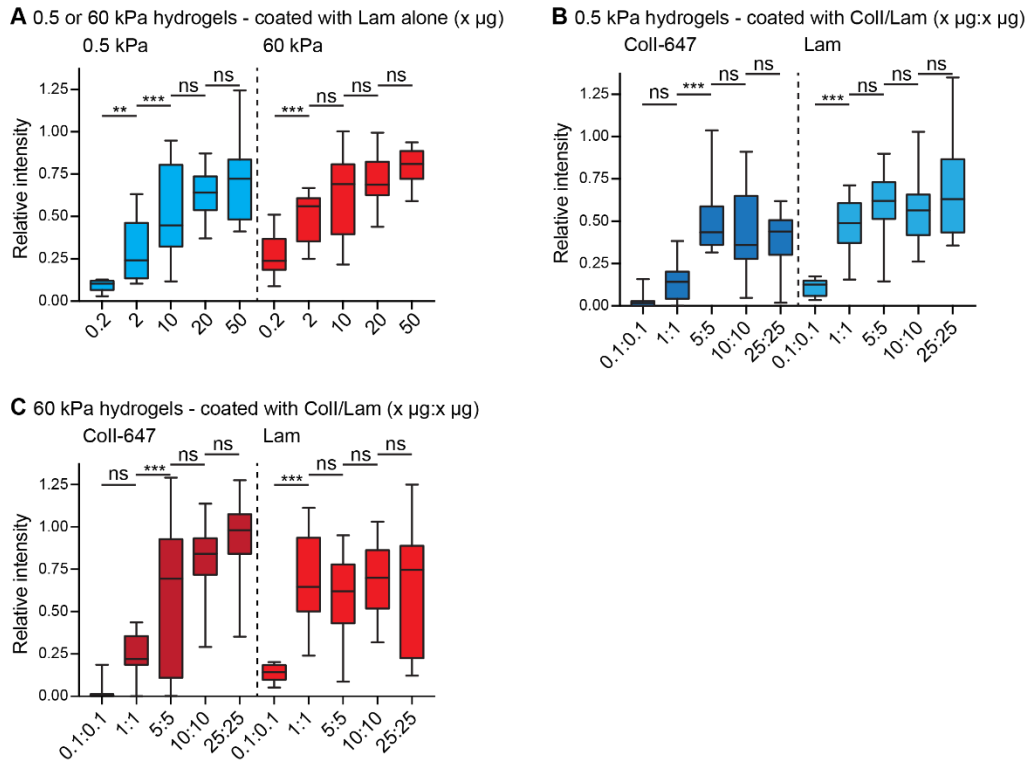 A 0.5 or 60 kPa hydrogels - coated with Lam alone (x µg)
0.5 kPa
60 kPa
ns
ns
ns
ns
ns
***
**
***
Relative intensity
1.25
1.00
0.75
0.50
0.25
0.00
0.2
2
10
20
50
0.2
2
10
20
50
B 0.5 kPa hydrogels - coated with ColI/Lam (x µg:x µg)
ColI-647
Lam
ns
***
ns
ns
***
ns
ns
ns
Relative intensity
1.25
1.00
0.75
0.50
0.25
0.00
0.1:0.1
1:1
5:5
10:10
25:25
0.1:0.1
1:1
5:5
10:10
25:25
C 60 kPa hydrogels - coated with ColI/Lam (x µg:x µg)
ColI-647
Lam
ns
***
ns
ns
***
ns
ns
ns
Relative intensity
1.25
1.00
0.75
0.50
0.25
0.00
0.1:0.1
1:1
5:5
10:10
25:25
0.1:0.1
1:1
5:5
10:10
25:25